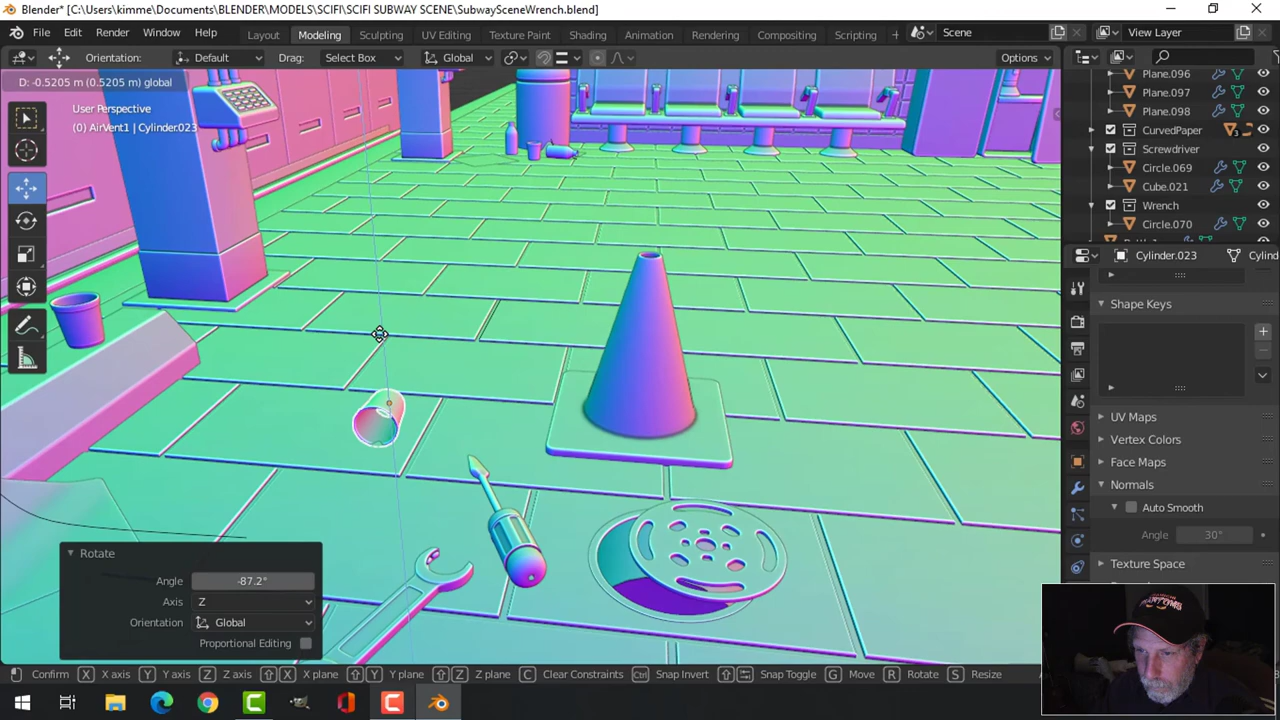 Blender* [C:\Users\kimme\Documents\BLENDER\MODELS\SCIFI\SCIFI SUBWAY SCENE\SubwaySceneWrench.blend]
File Edit Render Window Help Layout Modeling Sculpting UV Editing Texture Paint Shading Animation Rendering Compositing Scripting + Scene View Layer
Orientation: Default Drag: Select Box Global Options
D: -0.5205 m (0.5205 m) global
User Perspective
(0) AirVent1 | Cylinder.023
Plane.096
Plane.097
Plane.098
CurvedPaper 3
Screwdriver
Circle.069
Cube.021
Wrench
Circle.070
Cylinder.023 Cylind
Shape Keys
UV Maps
Vertex Colors
Face Maps
Normals
Auto Smooth
Angle 30°
Texture Space
Rotate
Angle -87.2°
Axis Z
Orientation Global
Proportional Editing
Confirm X X axis Y Y axis Z Z axis X X plane Y Y plane Z Z plane C Clear Constraints Ctrl Snap Invert Snap Toggle G Move R Rotate S Resize